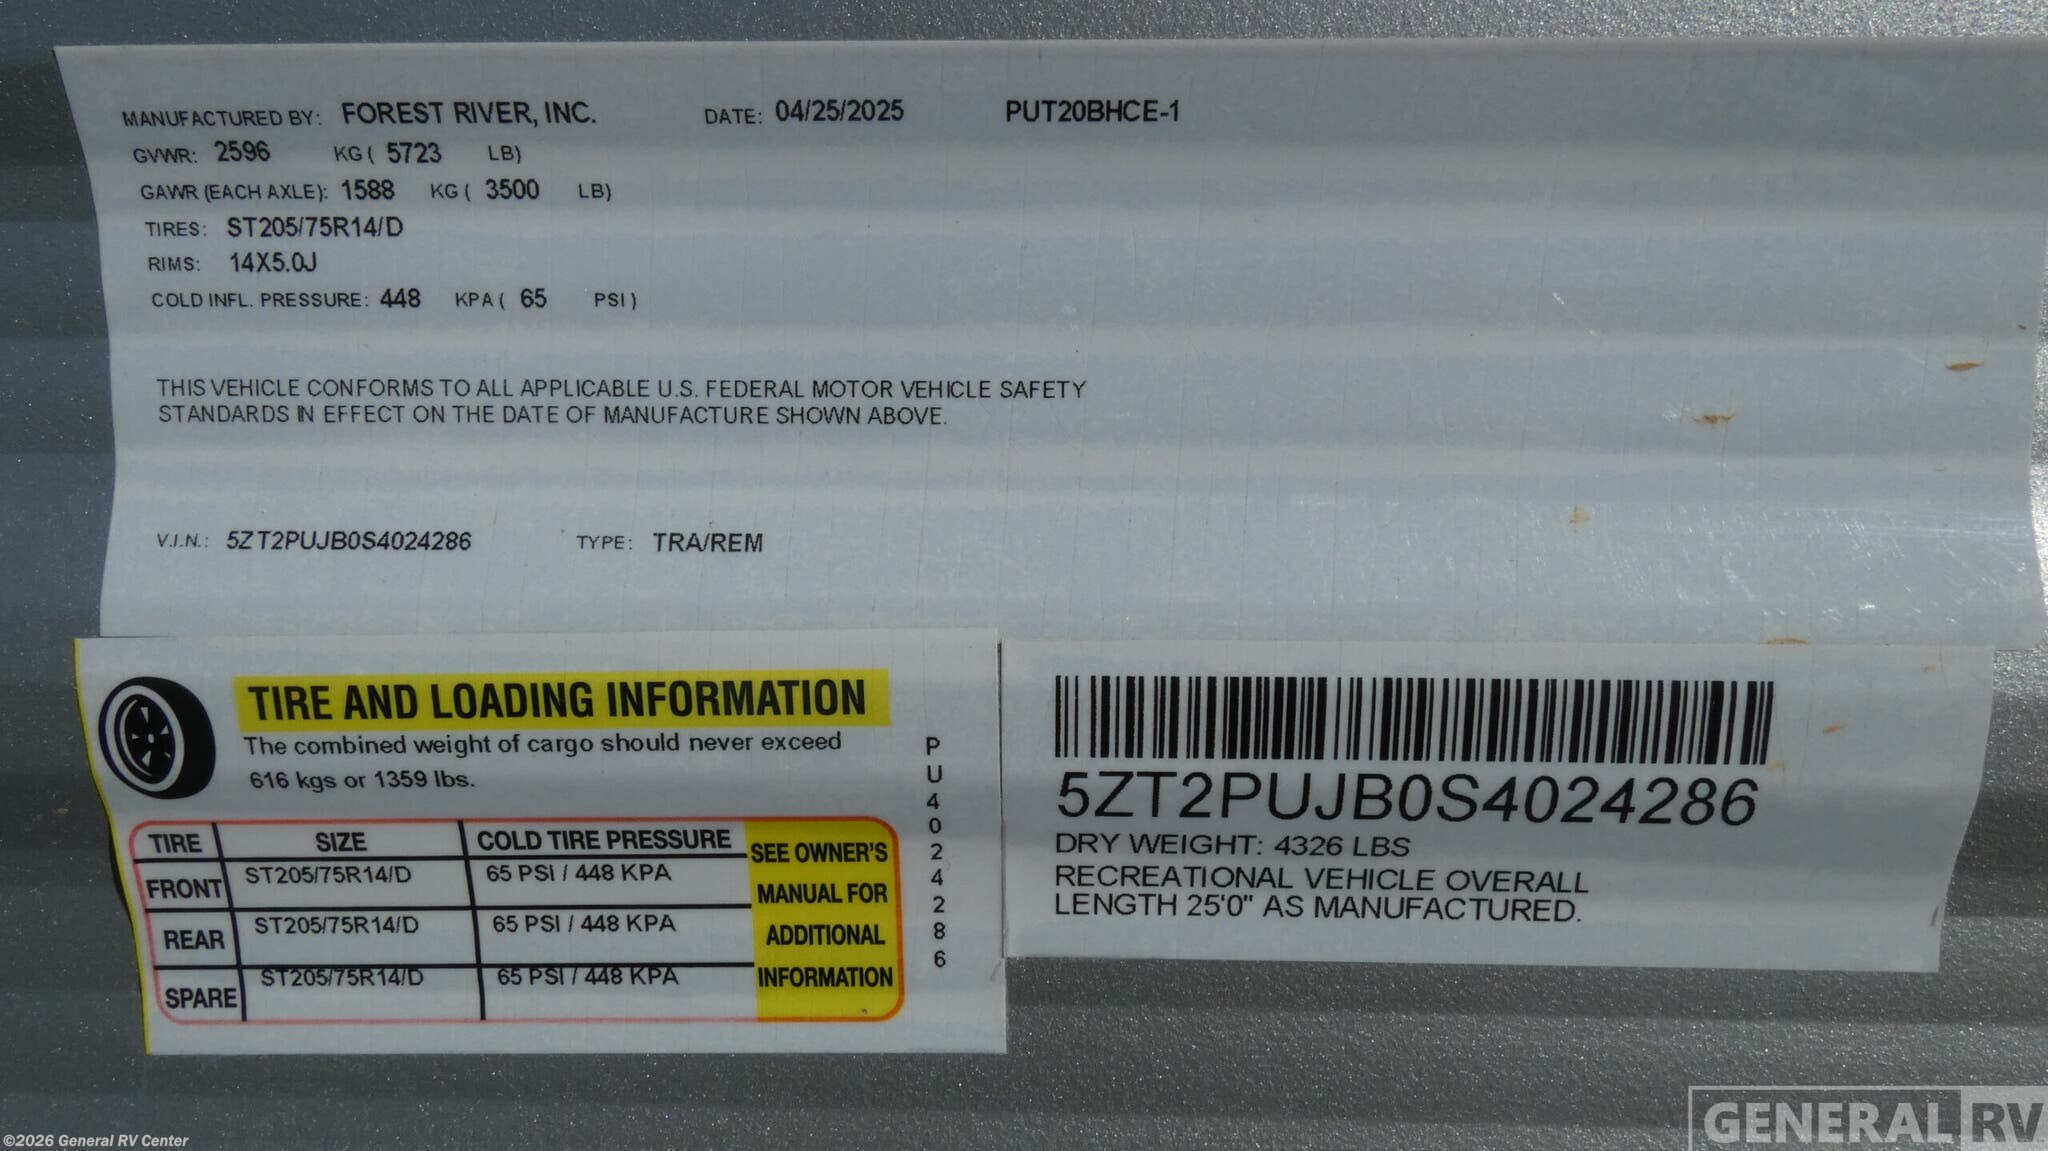 MANUFACTURED BY: FOREST RIVER, INC. DATE: 04/25/2025 PUT20BHCE-1
GVWR: 2596 KG ( 5723 LB)
GAWR (EACH AXLE): 1588 KG ( 3500 LB)
TIRES: ST205/75R14/D
RIMS: 14X5.0J
COLD INFL. PRESSURE: 448 KPA ( 65 PSI )
THIS VEHICLE CONFORMS TO ALL APPLICABLE U.S. FEDERAL MOTOR VEHICLE SAFETY
STANDARDS IN EFFECT ON THE DATE OF MANUFACTURE SHOWN ABOVE.
V.I.N.: 5ZT2PUJB0S4024286 TYPE: TRA/REM
TIRE AND LOADING INFORMATION
The combined weight of cargo should never exceed
616 kgs or 1359 lbs.
TIRE SIZE COLD TIRE PRESSURE
FRONT ST205/75R14/D 65 PSI / 448 KPA
REAR ST205/75R14/D 65 PSI / 448 KPA
SPARE ST205/75R14/D 65 PSI / 448 KPA
SEE OWNER'S
MANUAL FOR
ADDITIONAL
INFORMATION
PU4024286
5ZT2PUJB0S4024286
DRY WEIGHT: 4326 LBS
RECREATIONAL VEHICLE OVERALL
LENGTH 25'0" AS MANUFACTURED.
©2026 General RV Center
GENERAL RV